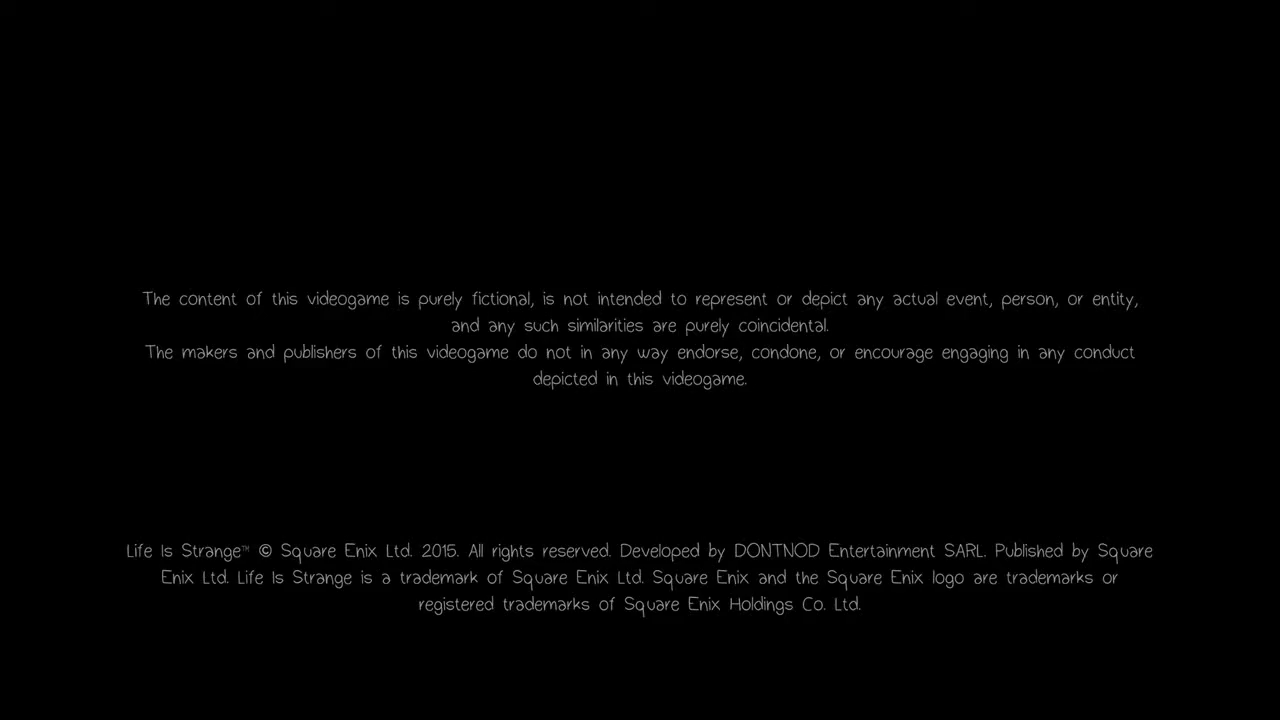 The content of this videogame is purely fictional, is not intended to represent or depict any actual event, person, or entity,
and any such similarities are purely coincidental.
The makers and publishers of this videogame do not in any way endorse, condone, or encourage engaging in any conduct
depicted in this videogame.
Life Is Strange™ © Square Enix Ltd. 2015. All rights reserved. Developed by DONTNOD Entertainment SARL. Published by Square
Enix Ltd. Life Is Strange is a trademark of Square Enix Ltd. Square Enix and the Square Enix logo are trademarks or
registered trademarks of Square Enix Holdings Co. Ltd.